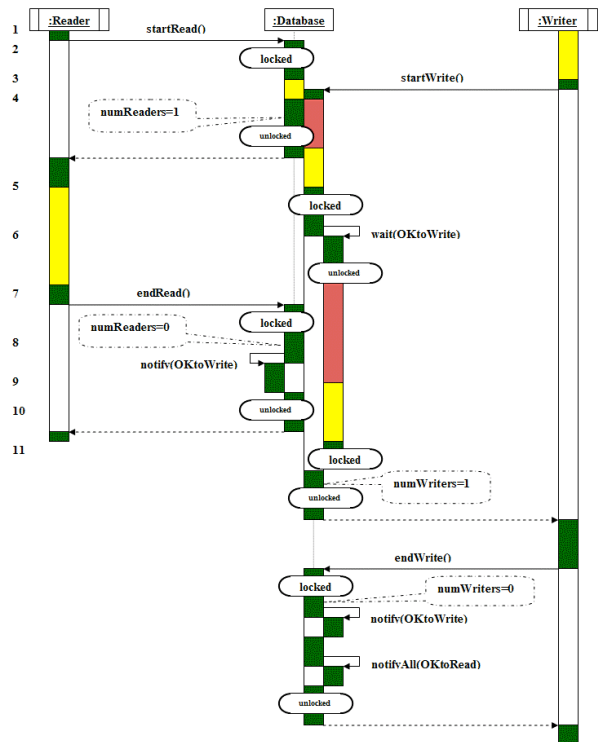 :Reader
:Database
:Writer
1
startRead()
2
locked
3
startWrite()
4
numReaders=1
unlocked
5
locked
6
wait(OKtoWrite)
unlocked
7
endRead()
locked
numReaders=0
8
notify(OKtoWrite)
9
10
unlocked
11
locked
numWriters=1
unlocked
endWrite()
locked
numWriters=0
notify(OKtoWrite)
notifyAll(OKtoRead)
unlocked